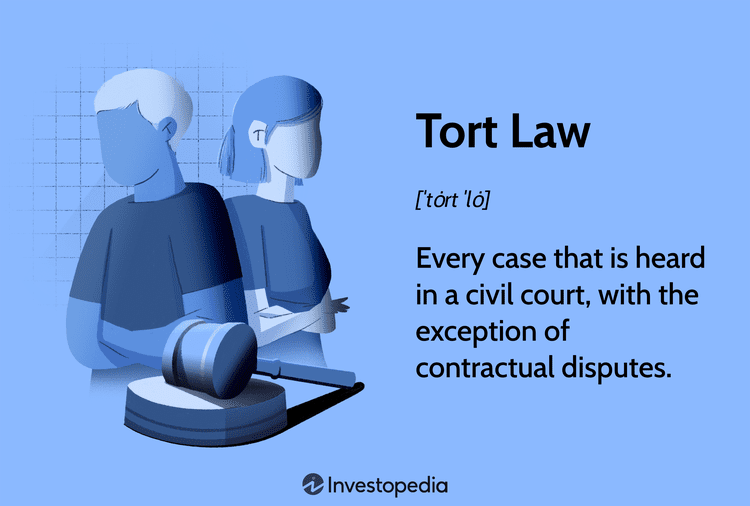 Tort Law
[ˈtȯrt ˈlȯ]
Every case that is heard
in a civil court, with the
exception of
contractual disputes.
Investopedia